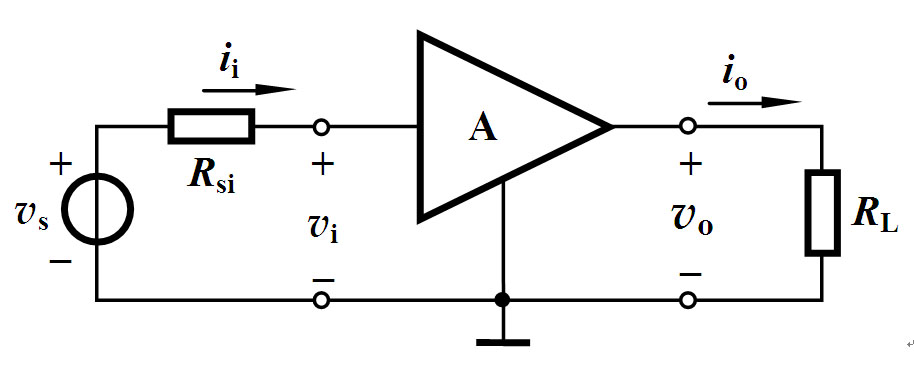 i_i
i_o
A
+
R_si
+
+
v_s
v_i
v_o
R_L
−
−
−